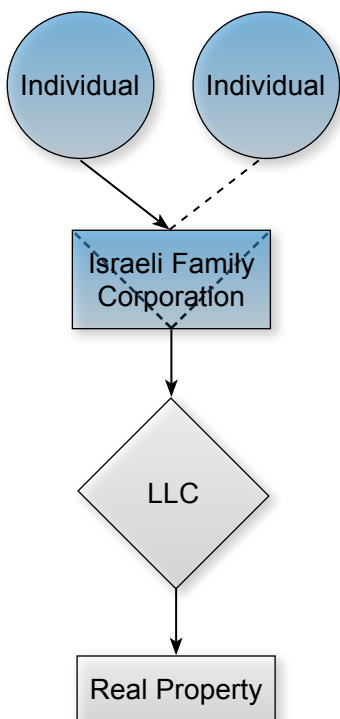 Individual
Individual
Israeli Family
Corporation
LLC
Real Property